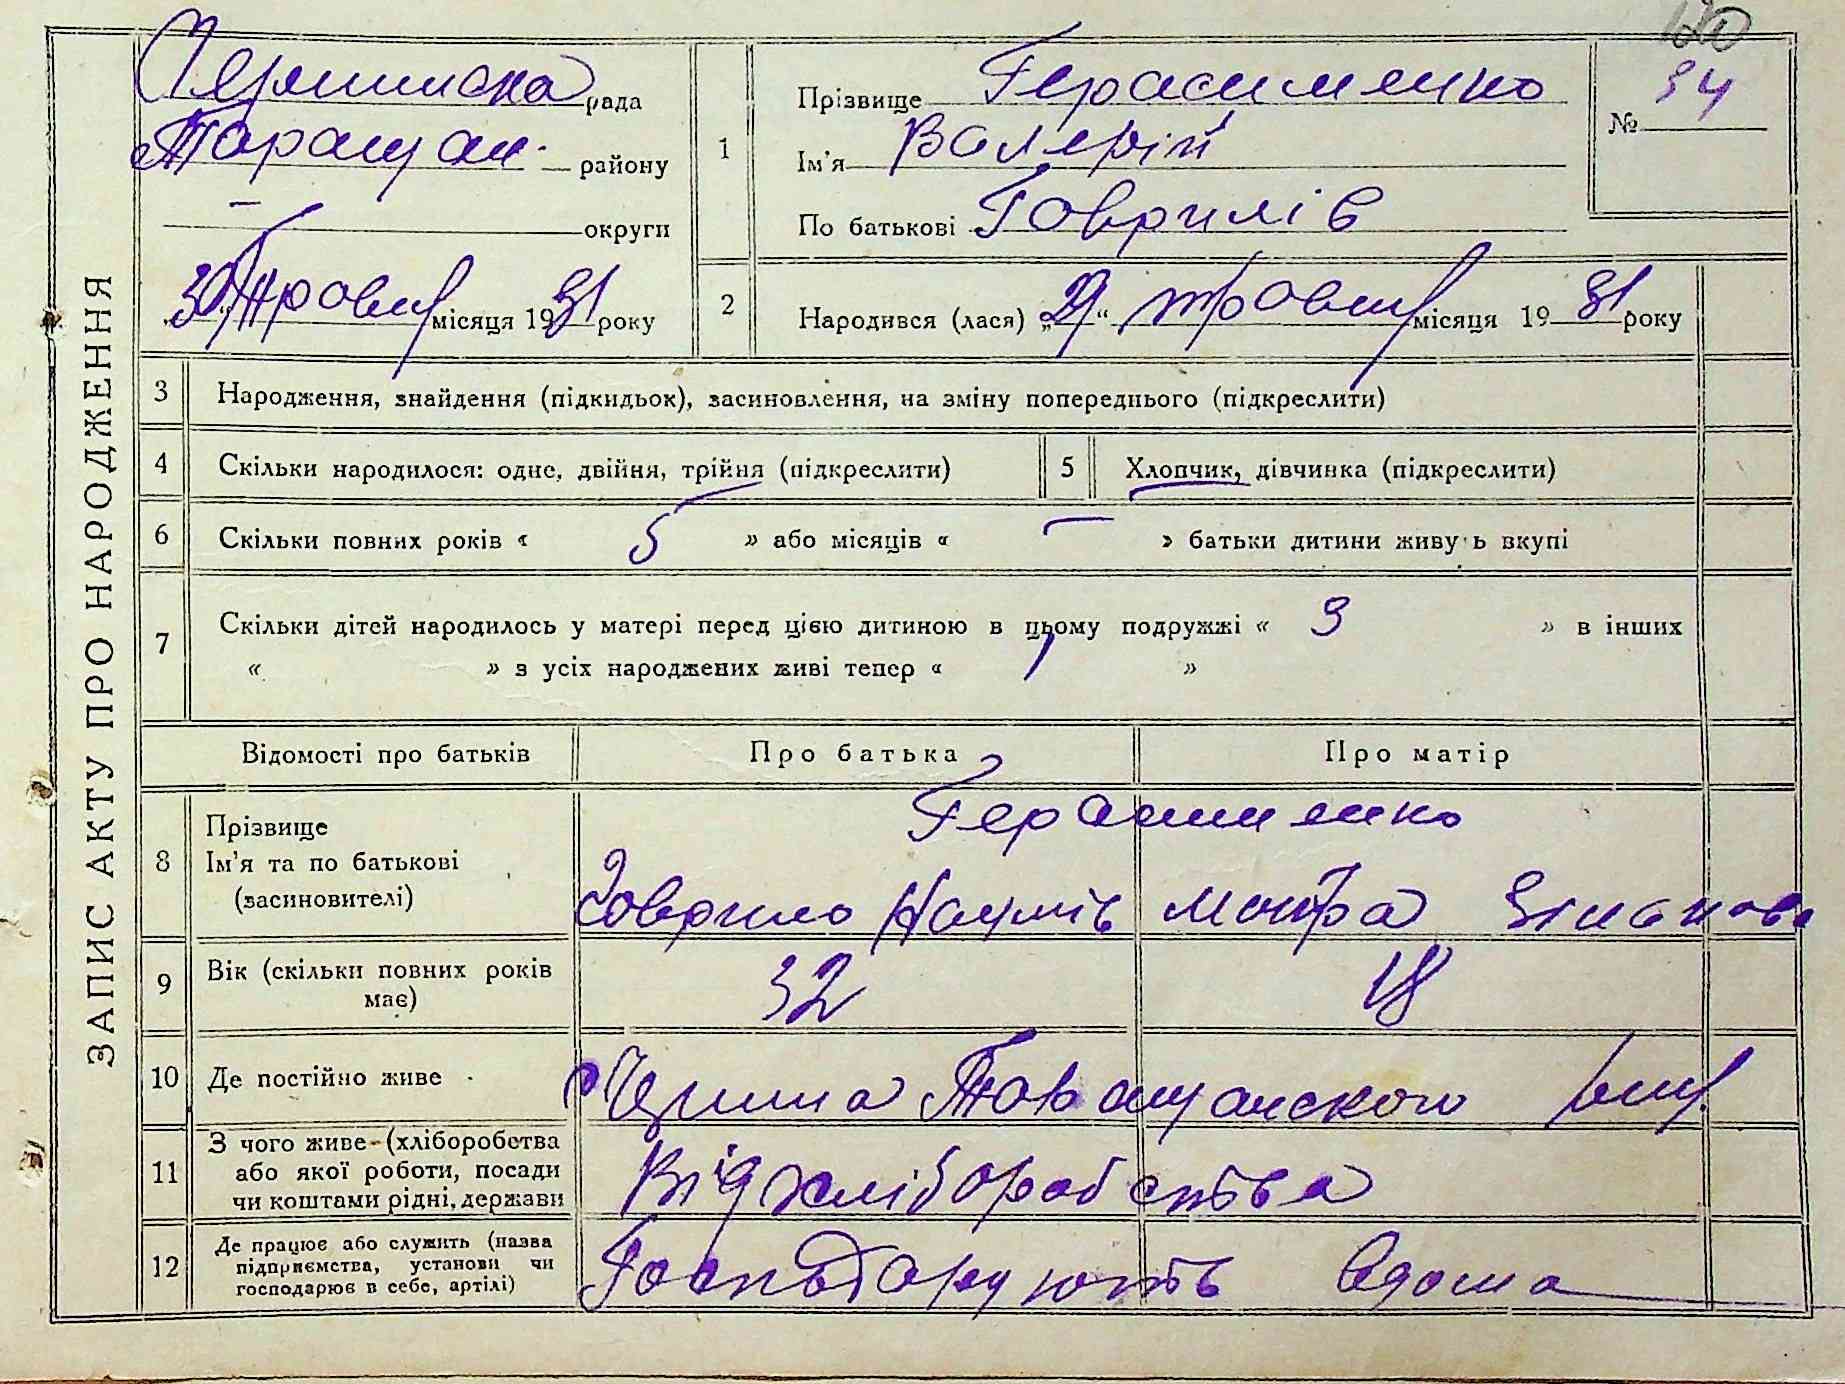 ЗАПИС АКТУ ПРО НАРОДЖЕННЯ
рада
Таращан. району
— округи
„30“ Травня місяця 1931 року
1
Прізвище Герасименко
Ім'я Валерій
По батькові Гаврилів
№ 34
2
Народився (лася) „29“ травня місяця 1931 року
3 Народження, знайдення (підкидьок), засиновлення, на зміну попереднього (підкреслити)
4 Скільки народилося: одне, двійня, трійня (підкреслити) 5 Хлопчик, дівчинка (підкреслити)
6 Скільки повних років « 5 » або місяців « — » батьки дитини живуть вкупі
7 Скільки дітей народилось у матері перед цією дитиною в цьому подружжі « 3 » в інших
« » з усіх народжених живі тепер « 1 »
Відомості про батьків Про батька Про матір
8 Прізвище
Ім'я та по батькові
(засиновителі)
Герасименко
Гаврило Наумів Мотра
9 Вік (скільки повних років
має) 32 18
10 Де постійно живе Таращанського
11 З чого живе (хліборобства
або якої роботи, посади
чи коштами рідні, держави
Від хліборобства
12 Де працює або служить (назва
підприємства, установи чи
господарює в себе, артілі)
Господарують вдома